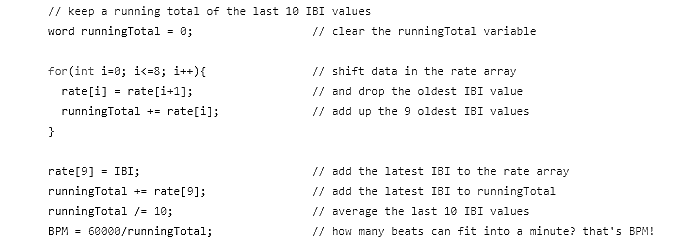 // keep a running total of the last 10 IBI values
word runningTotal = 0;                  // clear the runningTotal variable

for(int i=0; i<=8; i++){                // shift data in the rate array
  rate[i] = rate[i+1];                  // and drop the oldest IBI value
  runningTotal += rate[i];              // add up the 9 oldest IBI values
}

rate[9] = IBI;                          // add the latest IBI to the rate array
runningTotal += rate[9];                // add the latest IBI to runningTotal
runningTotal /= 10;                     // average the last 10 IBI values
BPM = 60000/runningTotal;               // how many beats can fit into a minute? that's BPM!